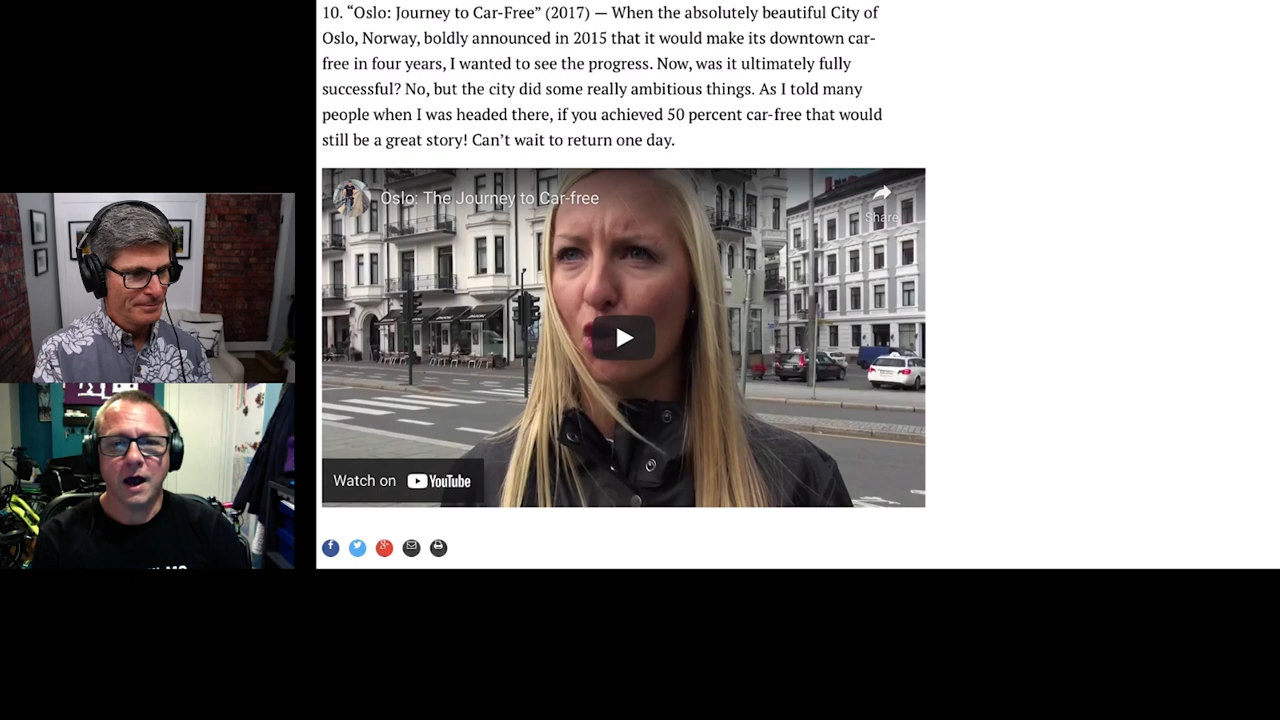 10. “Oslo: Journey to Car-Free” (2017) — When the absolutely beautiful City of
Oslo, Norway, boldly announced in 2015 that it would make its downtown car-
free in four years, I wanted to see the progress. Now, was it ultimately fully
successful? No, but the city did some really ambitious things. As I told many
people when I was headed there, if you achieved 50 percent car-free that would
still be a great story! Can’t wait to return one day.
Oslo: The Journey to Car-free
Share
Watch on YouTube